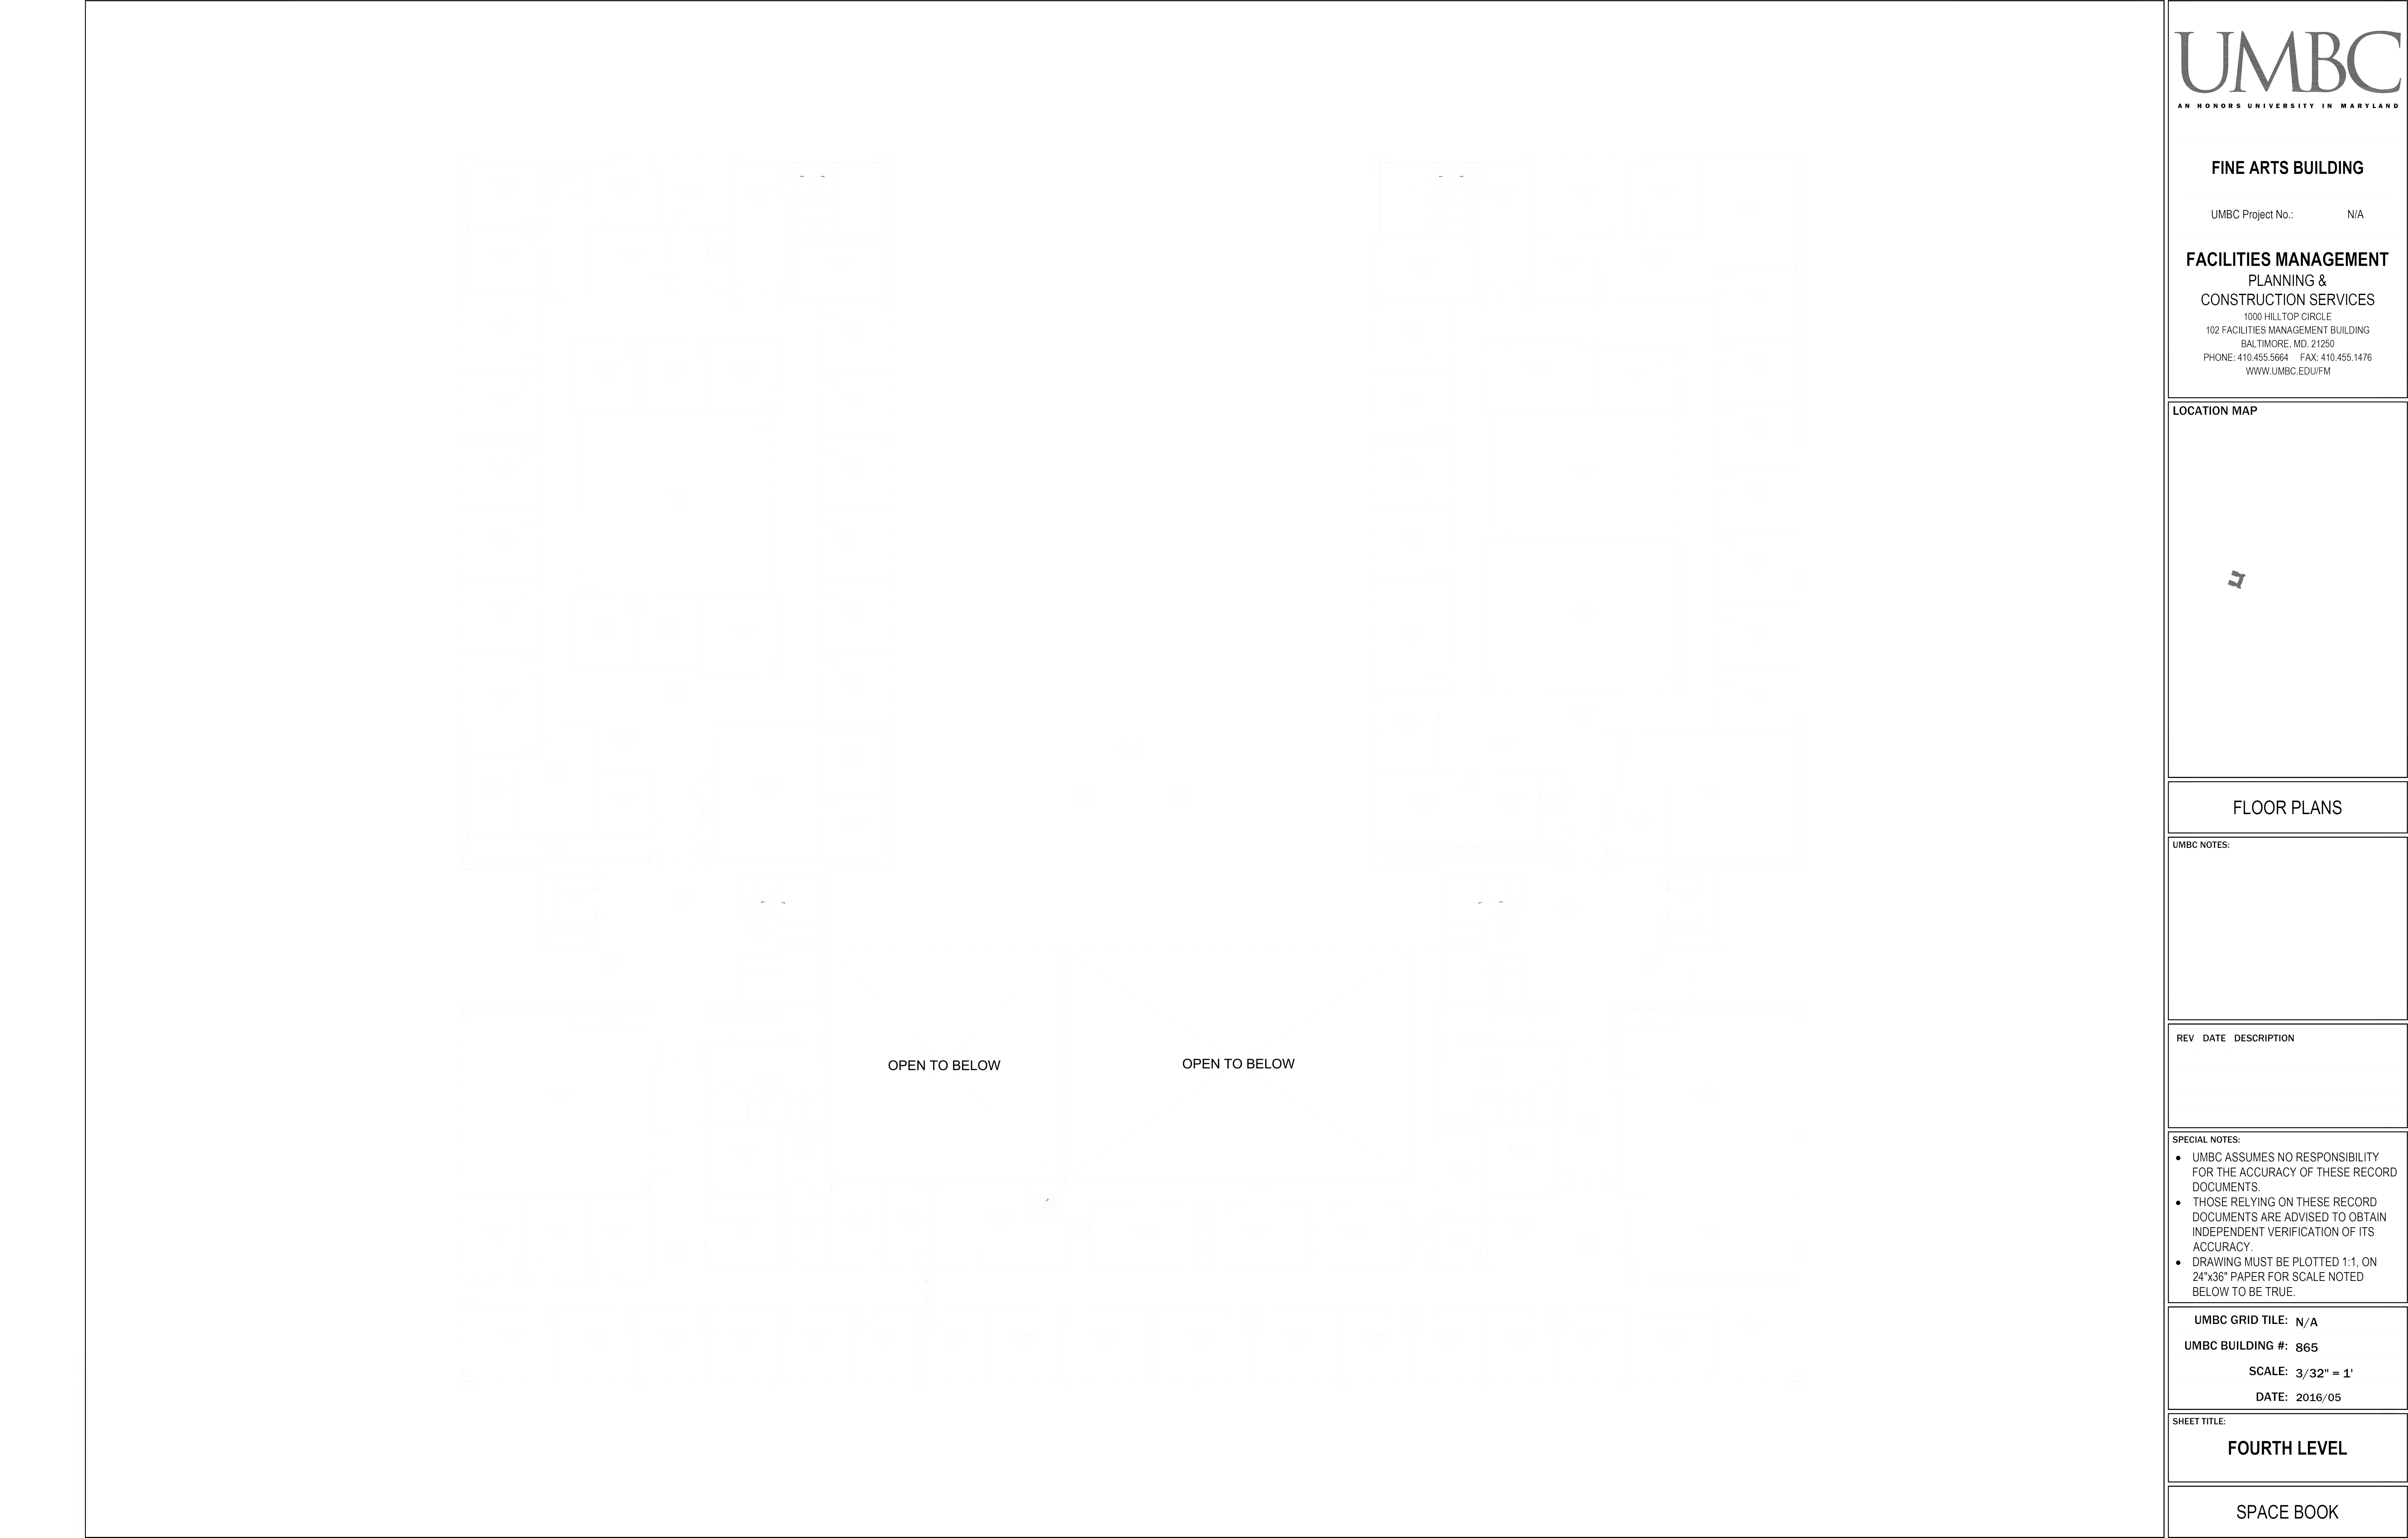 UMBC
AN HONORS UNIVERSITY IN MARYLAND
FINE ARTS BUILDING
UMBC Project No.: N/A
FACILITIES MANAGEMENT
PLANNING &
CONSTRUCTION SERVICES
1000 HILLTOP CIRCLE
102 FACILITIES MANAGEMENT BUILDING
BALTIMORE, MD. 21250
PHONE: 410.455.5664 FAX: 410.455.1476
WWW.UMBC.EDU/FM
LOCATION MAP
FLOOR PLANS
UMBC NOTES:
REV DATE DESCRIPTION
OPEN TO BELOW
OPEN TO BELOW
SPECIAL NOTES:
• UMBC ASSUMES NO RESPONSIBILITY
FOR THE ACCURACY OF THESE RECORD
DOCUMENTS.
• THOSE RELYING ON THESE RECORD
DOCUMENTS ARE ADVISED TO OBTAIN
INDEPENDENT VERIFICATION OF ITS
ACCURACY.
• DRAWING MUST BE PLOTTED 1:1, ON
24"x36" PAPER FOR SCALE NOTED
BELOW TO BE TRUE.
UMBC GRID TILE: N/A
UMBC BUILDING #: 865
SCALE: 3/32" = 1'
DATE: 2016/05
SHEET TITLE:
FOURTH LEVEL
SPACE BOOK